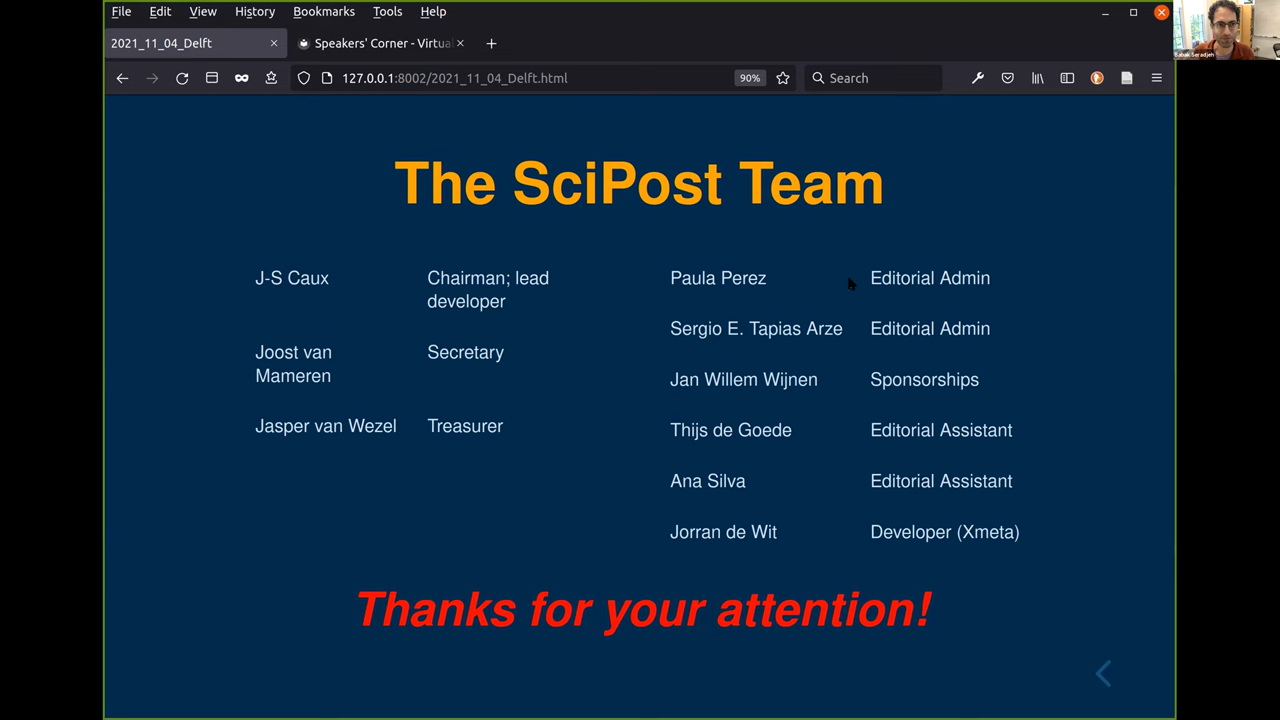 File Edit View History Bookmarks Tools Help
2021_11_04_Delft
Speakers' Corner - Virtua
127.0.0.1:8002/2021_11_04_Delft.html
90%
Search
Babak Seradjeh
The SciPost Team
J-S Caux
Chairman; lead
developer
Joost van
Mameren
Secretary
Jasper van Wezel
Treasurer
Paula Perez
Editorial Admin
Sergio E. Tapias Arze
Editorial Admin
Jan Willem Wijnen
Sponsorships
Thijs de Goede
Editorial Assistant
Ana Silva
Editorial Assistant
Jorran de Wit
Developer (Xmeta)
Thanks for your attention!